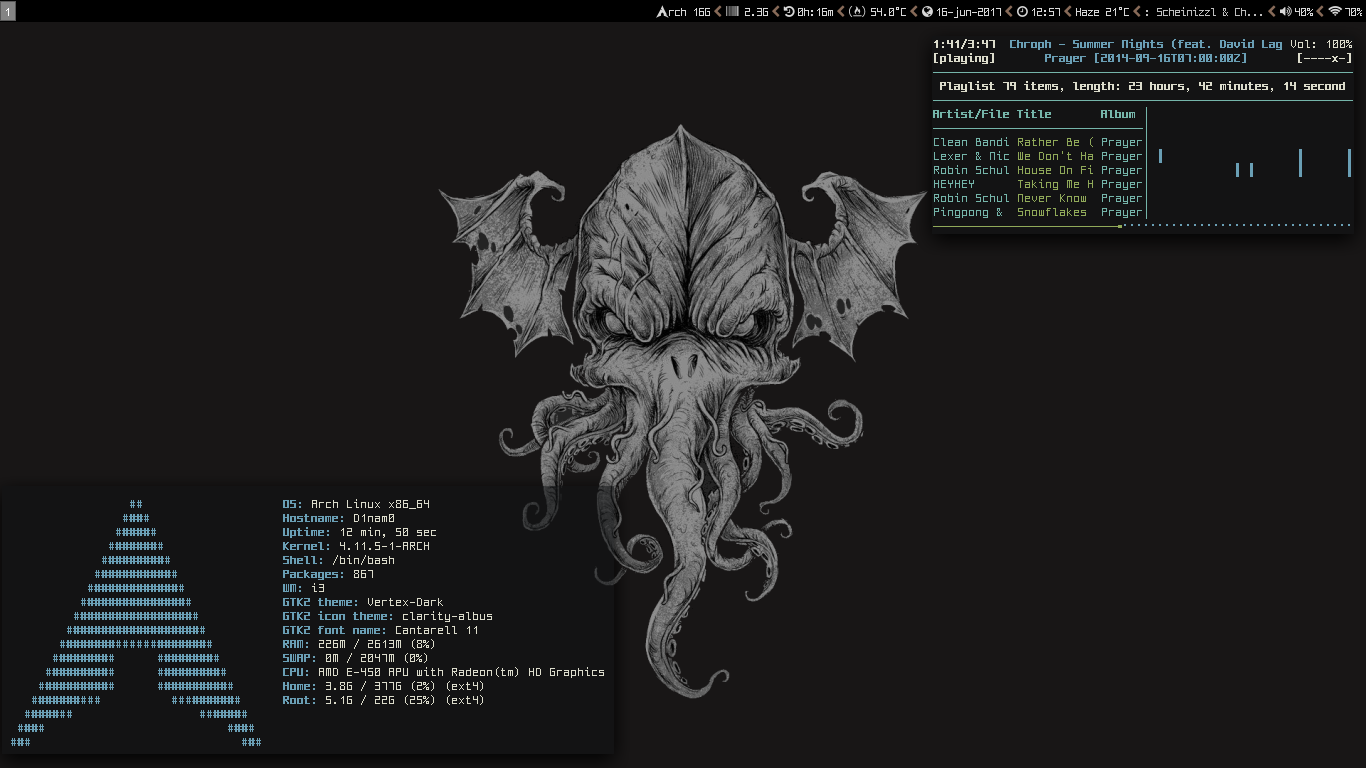 1
Arch 16G 2.3G 0h:16m 54.0°C 16-jun-2017 12:57 Haze 21°C : Scheinizzl & Ch... 40% 70%
1:41/3:47 Chroph - Summer Nights (feat. David Lag Vol: 100%
[playing] Prayer [2014-09-16T07:00:00Z] [----x-]
Playlist 79 items, length: 23 hours, 42 minutes, 14 second
Artist/File Title Album
Clean Bandi Rather Be ( Prayer
Lexer & Nic We Don't Ha Prayer
Robin Schul House On Fi Prayer
HEYHEY Taking Me H Prayer
Robin Schul Never Know Prayer
Pingpong & Snowflakes Prayer
OS: Arch Linux x86_64
Hostname: D1nam0
Uptime: 12 min, 50 sec
Kernel: 4.11.5-1-ARCH
Shell: /bin/bash
Packages: 867
WM: i3
GTK2 theme: Vertex-Dark
GTK2 icon theme: clarity-albus
GTK2 font name: Cantarell 11
RAM: 226M / 2613M (8%)
SWAP: 0M / 2047M (0%)
CPU: AMD E-450 APU with Radeon(tm) HD Graphics
Home: 3.8G / 377G (2%) (ext4)
Root: 5.1G / 22G (25%) (ext4)